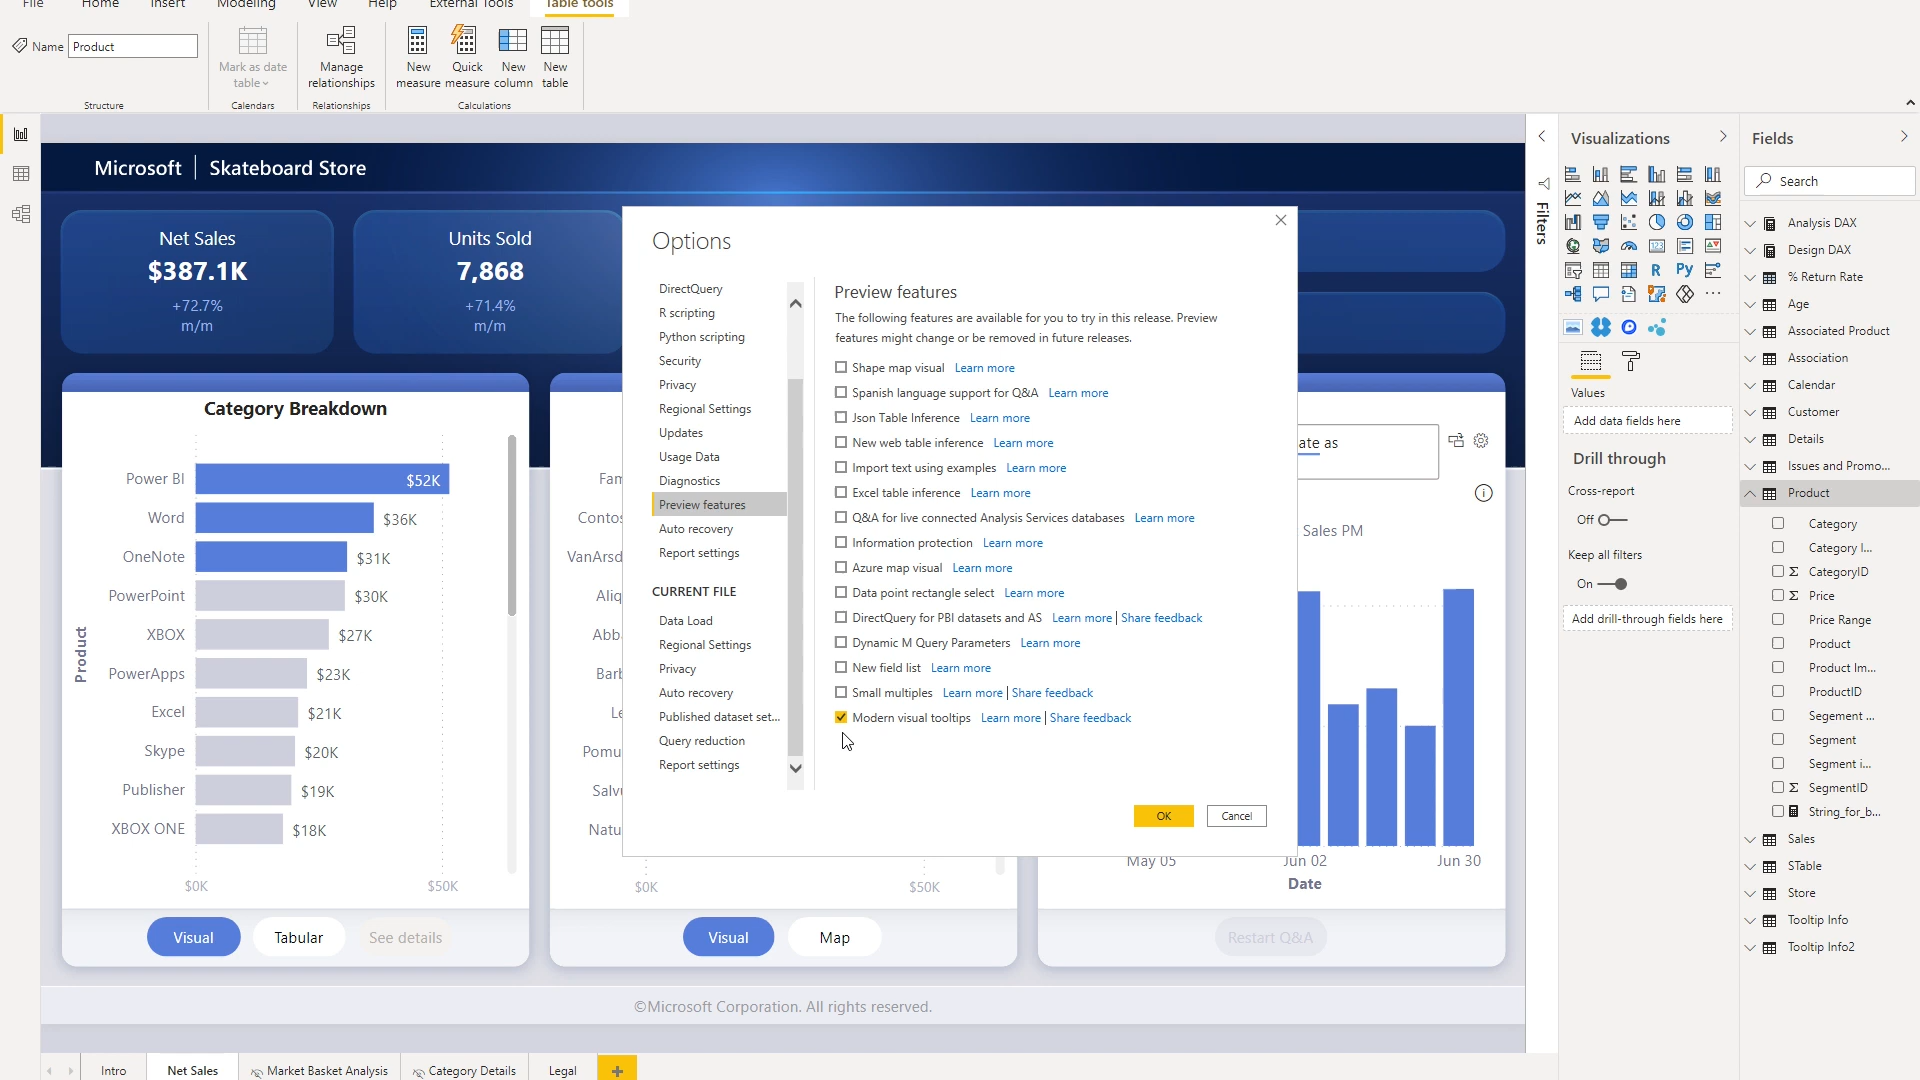 File Home Insert Modeling View Help External Tools Table tools
Name Product
Mark as date
table
Manage
relationships
New
measure
Quick
measure
New
column
New
table
Structure Calendars Relationships Calculations
Microsoft | Skateboard Store
Net Sales
$387.1K
+72.7%
m/m
Units Sold
7,868
+71.4%
m/m
Category Breakdown
Product
Power BI $52K
Word $36K
OneNote $31K
PowerPoint $30K
XBOX $27K
PowerApps $23K
Excel $21K
Skype $20K
Publisher $19K
XBOX ONE $18K
$0K $50K
Visual Tabular See details
Fam
Contos
VanArsd
Aliq
Abb
Barb
Le
Pomu
Salv
Natu
$0K $50K
Visual Map
Options
DirectQuery
R scripting
Python scripting
Security
Privacy
Regional Settings
Updates
Usage Data
Diagnostics
Preview features
Auto recovery
Report settings
CURRENT FILE
Data Load
Regional Settings
Privacy
Auto recovery
Published dataset set...
Query reduction
Report settings
Preview features
The following features are available for you to try in this release. Preview
features might change or be removed in future releases.
Shape map visual Learn more
Spanish language support for Q&A Learn more
Json Table Inference Learn more
New web table inference Learn more
Import text using examples Learn more
Excel table inference Learn more
Q&A for live connected Analysis Services databases Learn more
Information protection Learn more
Azure map visual Learn more
Data point rectangle select Learn more
DirectQuery for PBI datasets and AS Learn more | Share feedback
Dynamic M Query Parameters Learn more
New field list Learn more
Small multiples Learn more | Share feedback
Modern visual tooltips Learn more | Share feedback
OK Cancel
ate as
Sales PM
May 05 Jun 02 Jun 30
Date
Restart Q&A
©Microsoft Corporation. All rights reserved.
Intro Net Sales Market Basket Analysis Category Details Legal +
Filters
Visualizations
R Py
123
Values
Add data fields here
Drill through
Cross-report
Off
Keep all filters
On
Add drill-through fields here
Fields
Search
Analysis DAX
Design DAX
% Return Rate
Age
Associated Product
Association
Calendar
Customer
Details
Issues and Promo...
Product
Category
Category I...
Σ CategoryID
Σ Price
Price Range
Product
Product Im...
ProductID
Segement ...
Segment
Segment i...
Σ SegmentID
String_for_b...
Sales
STable
Store
Tooltip Info
Tooltip Info2